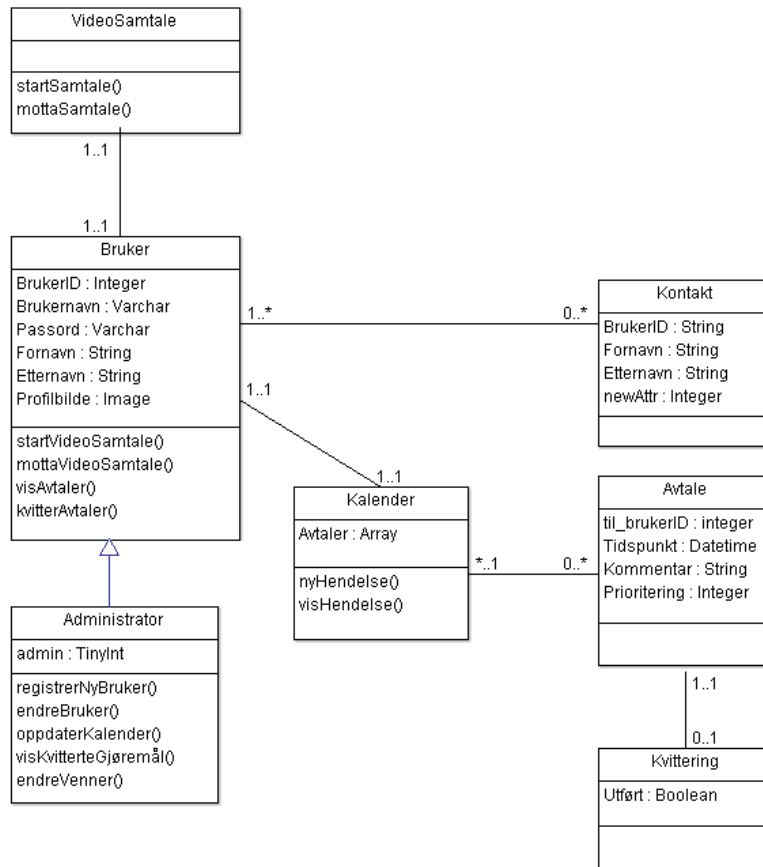 VideoSamtale
startSamtale()
mottaSamtale()
1..1
1..1
Bruker
BrukerID : Integer
Brukernavn : Varchar
Passord : Varchar
Fornavn : String
Etternavn : String
Profilbilde : Image
startVideoSamtale()
mottaVideoSamtale()
visAvtaler()
kvitterAvtaler()
1..*
0..*
Kontakt
BrukerID : String
Fornavn : String
Etternavn : String
newAttr : Integer
1..1
1..1
Kalender
Avtaler : Array
nyHendelse()
visHendelse()
*..1
0..*
Avtale
til_brukerID : integer
Tidspunkt : Datetime
Kommentar : String
Prioritering : Integer
Administrator
admin : TinyInt
registrerNyBruker()
endreBruker()
oppdaterKalender()
visKvitterteGjøremål()
endreVenner()
1..1
0..1
Kvittering
Utført : Boolean